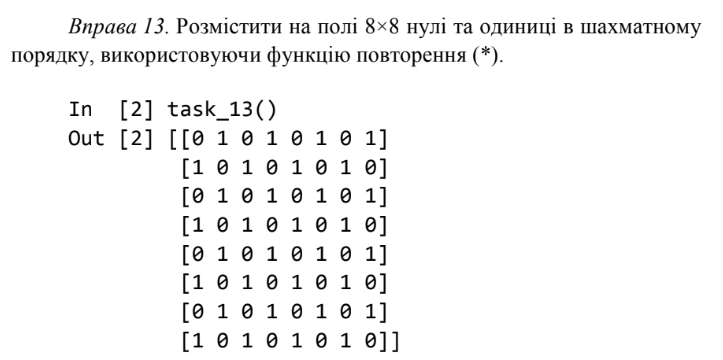 Вправа 13. Розмістити на полі 8×8 нулі та одиниці в шахматному
порядку, використовуючи функцію повторення (*).
In [2] task_13()
Out [2] [[0 1 0 1 0 1 0 1]
[1 0 1 0 1 0 1 0]
[0 1 0 1 0 1 0 1]
[1 0 1 0 1 0 1 0]
[0 1 0 1 0 1 0 1]
[1 0 1 0 1 0 1 0]
[0 1 0 1 0 1 0 1]
[1 0 1 0 1 0 1 0]]